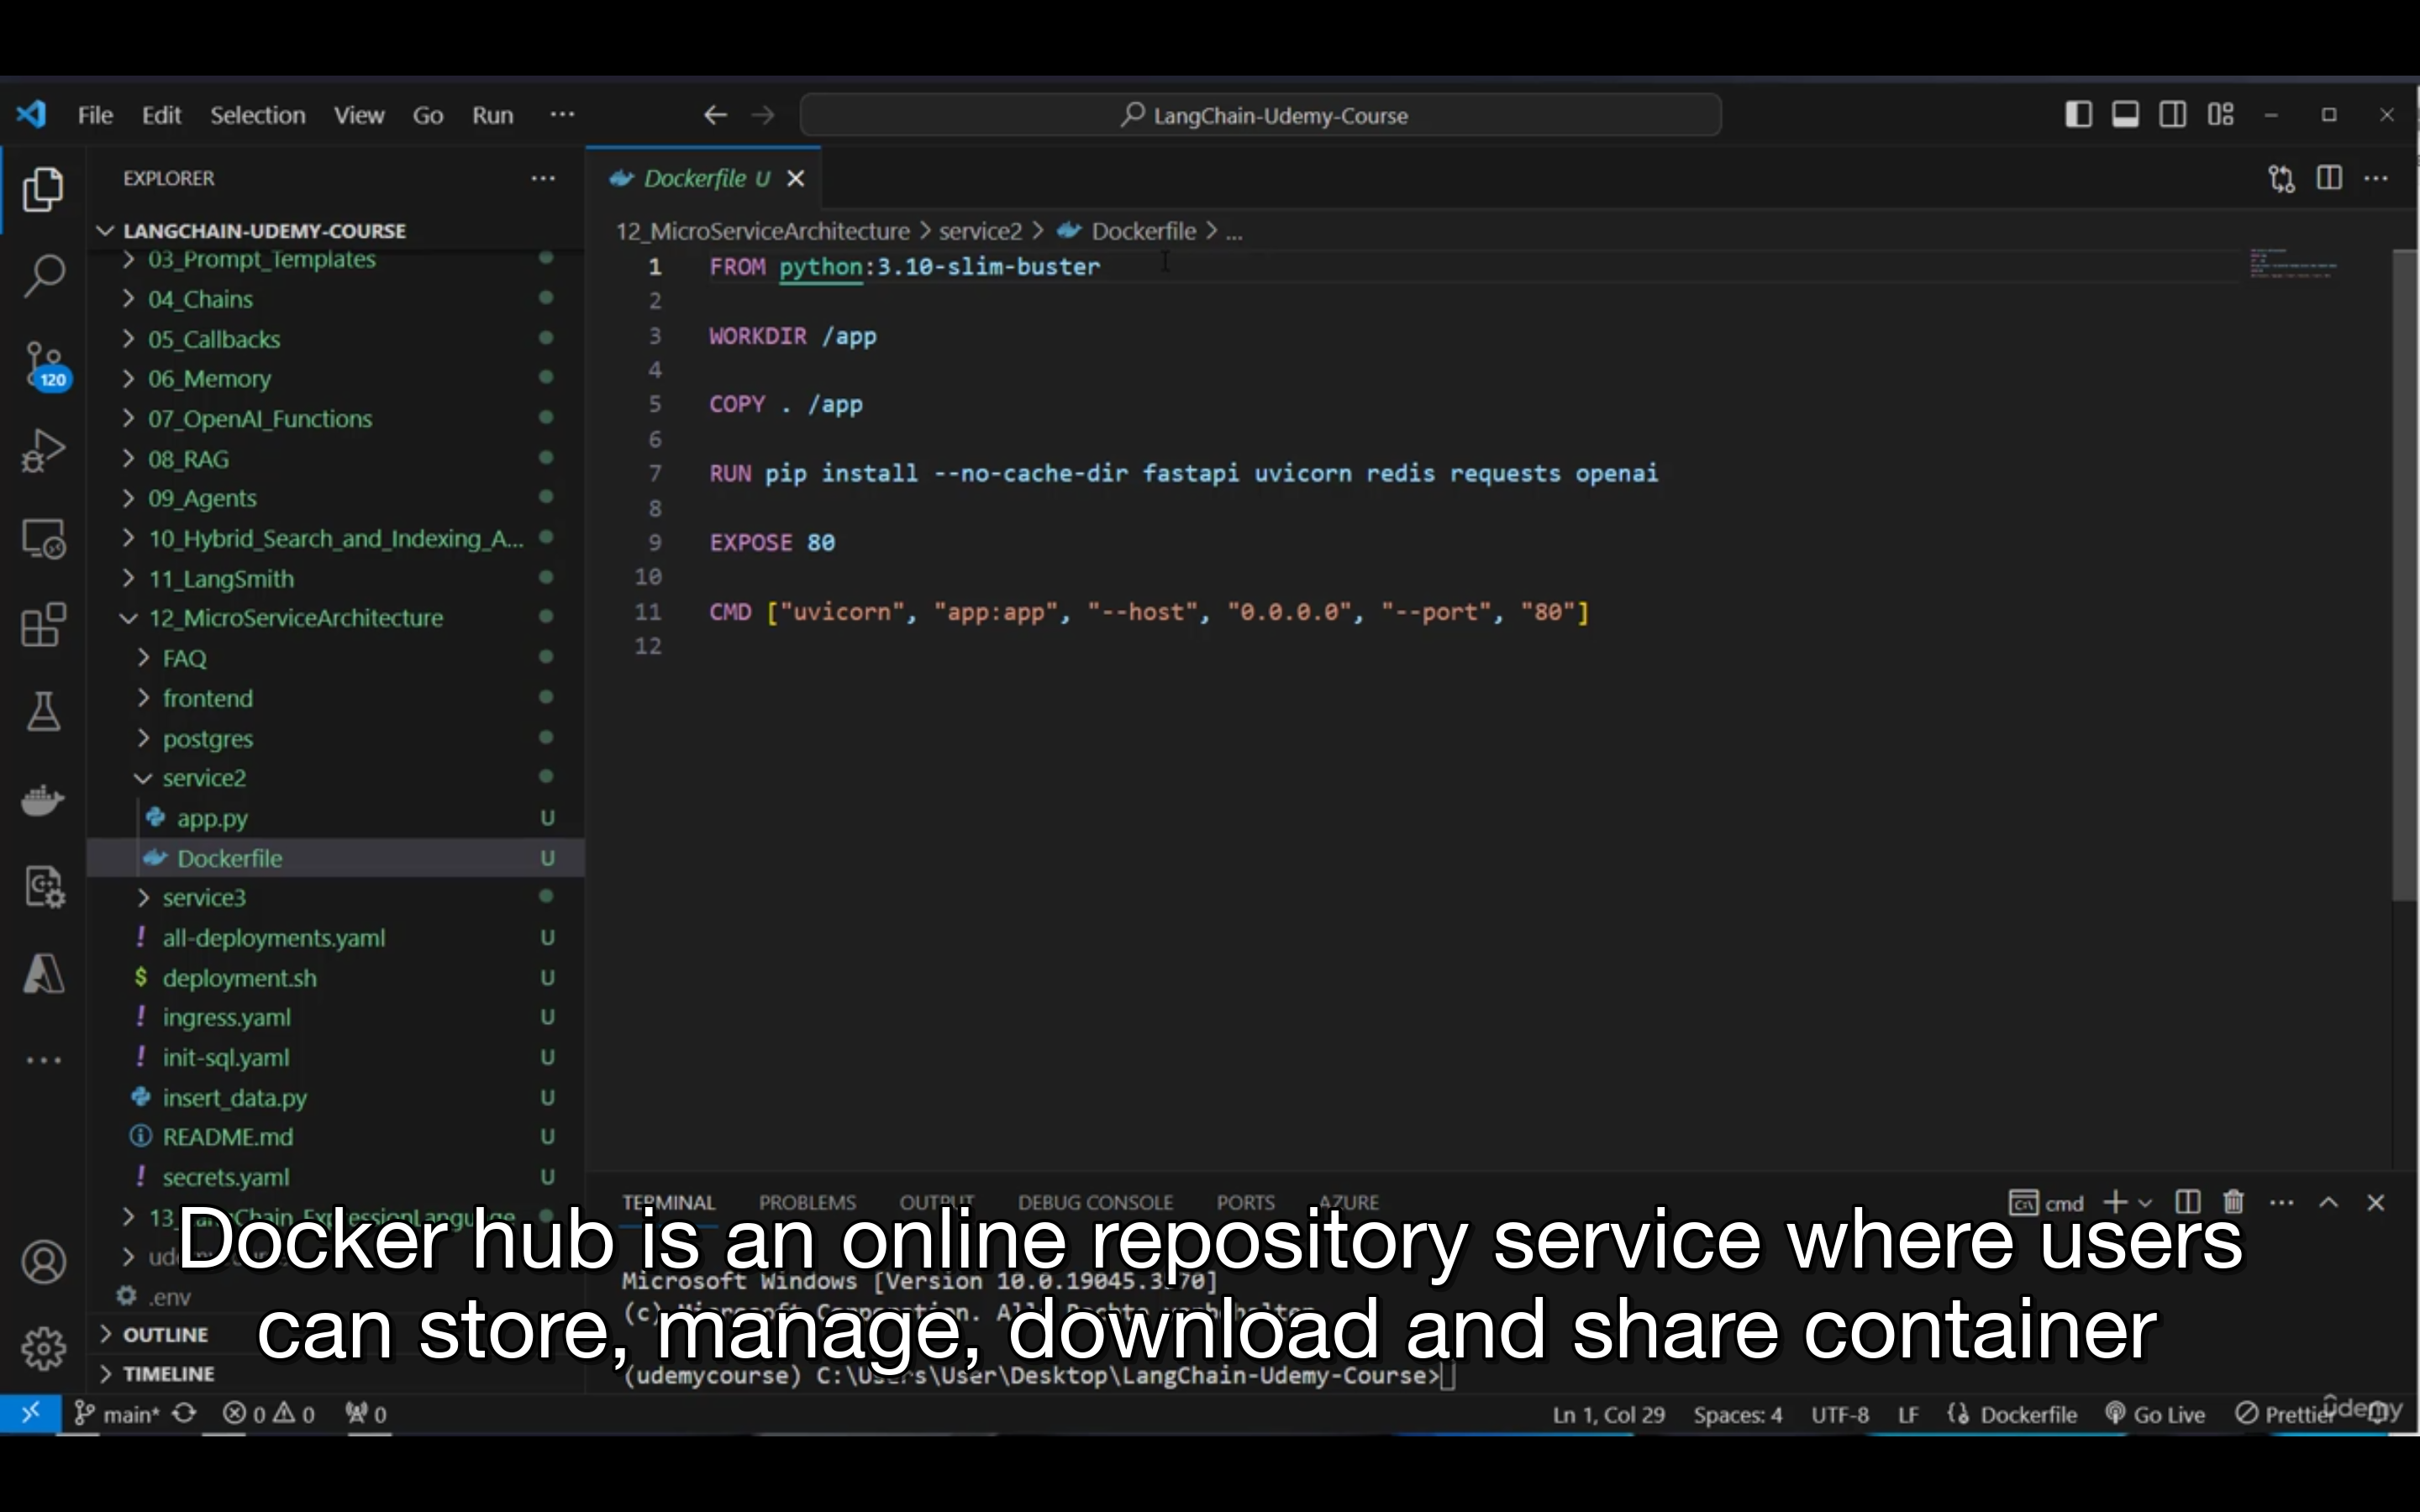 File Edit Selection View Go Run ··· LangChain-Udemy-Course
EXPLORER ···
LANGCHAIN-UDEMY-COURSE
03_Prompt_Templates
04_Chains
05_Callbacks
06_Memory
07_OpenAI_Functions
08_RAG
09_Agents
10_Hybrid_Search_and_Indexing_A...
11_LangSmith
12_MicroServiceArchitecture
FAQ
frontend
postgres
service2
app.py U
Dockerfile U
service3
all-deployments.yaml U
deployment.sh U
ingress.yaml U
init-sql.yaml U
insert_data.py U
README.md U
secrets.yaml U
13_LangChain_ExpressionLanguage
.env
OUTLINE
TIMELINE
120
Dockerfile U
12_MicroServiceArchitecture > service2 > Dockerfile > ...
1 FROM python:3.10-slim-buster
2
3 WORKDIR /app
4
5 COPY . /app
6
7 RUN pip install --no-cache-dir fastapi uvicorn redis requests openai
8
9 EXPOSE 80
10
11 CMD ["uvicorn", "app:app", "--host", "0.0.0.0", "--port", "80"]
12
TERMINAL PROBLEMS OUTPUT DEBUG CONSOLE PORTS AZURE cmd
Microsoft Windows [Version 10.0.19045.3 70]
(c) Microsoft Corporation. Alle Rechte vorbehalten.
(udemycourse) C:\Users\User\Desktop\LangChain-Udemy-Course>
Docker hub is an online repository service where users
can store, manage, download and share container
main* 0 0 0 Ln 1, Col 29 Spaces: 4 UTF-8 LF Dockerfile Go Live Prettier
ûdemy